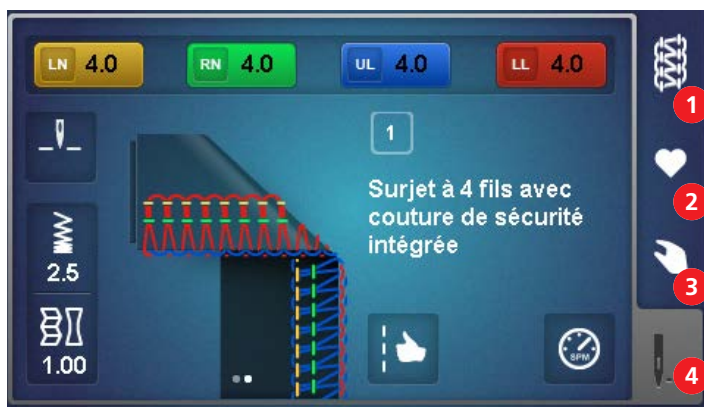 LN 4.0 RN 4.0 UL 4.0 LL 4.0
1
1
Surjet à 4 fils avec
couture de sécurité
intégrée
2
2.5
3
1.00
SPM
4